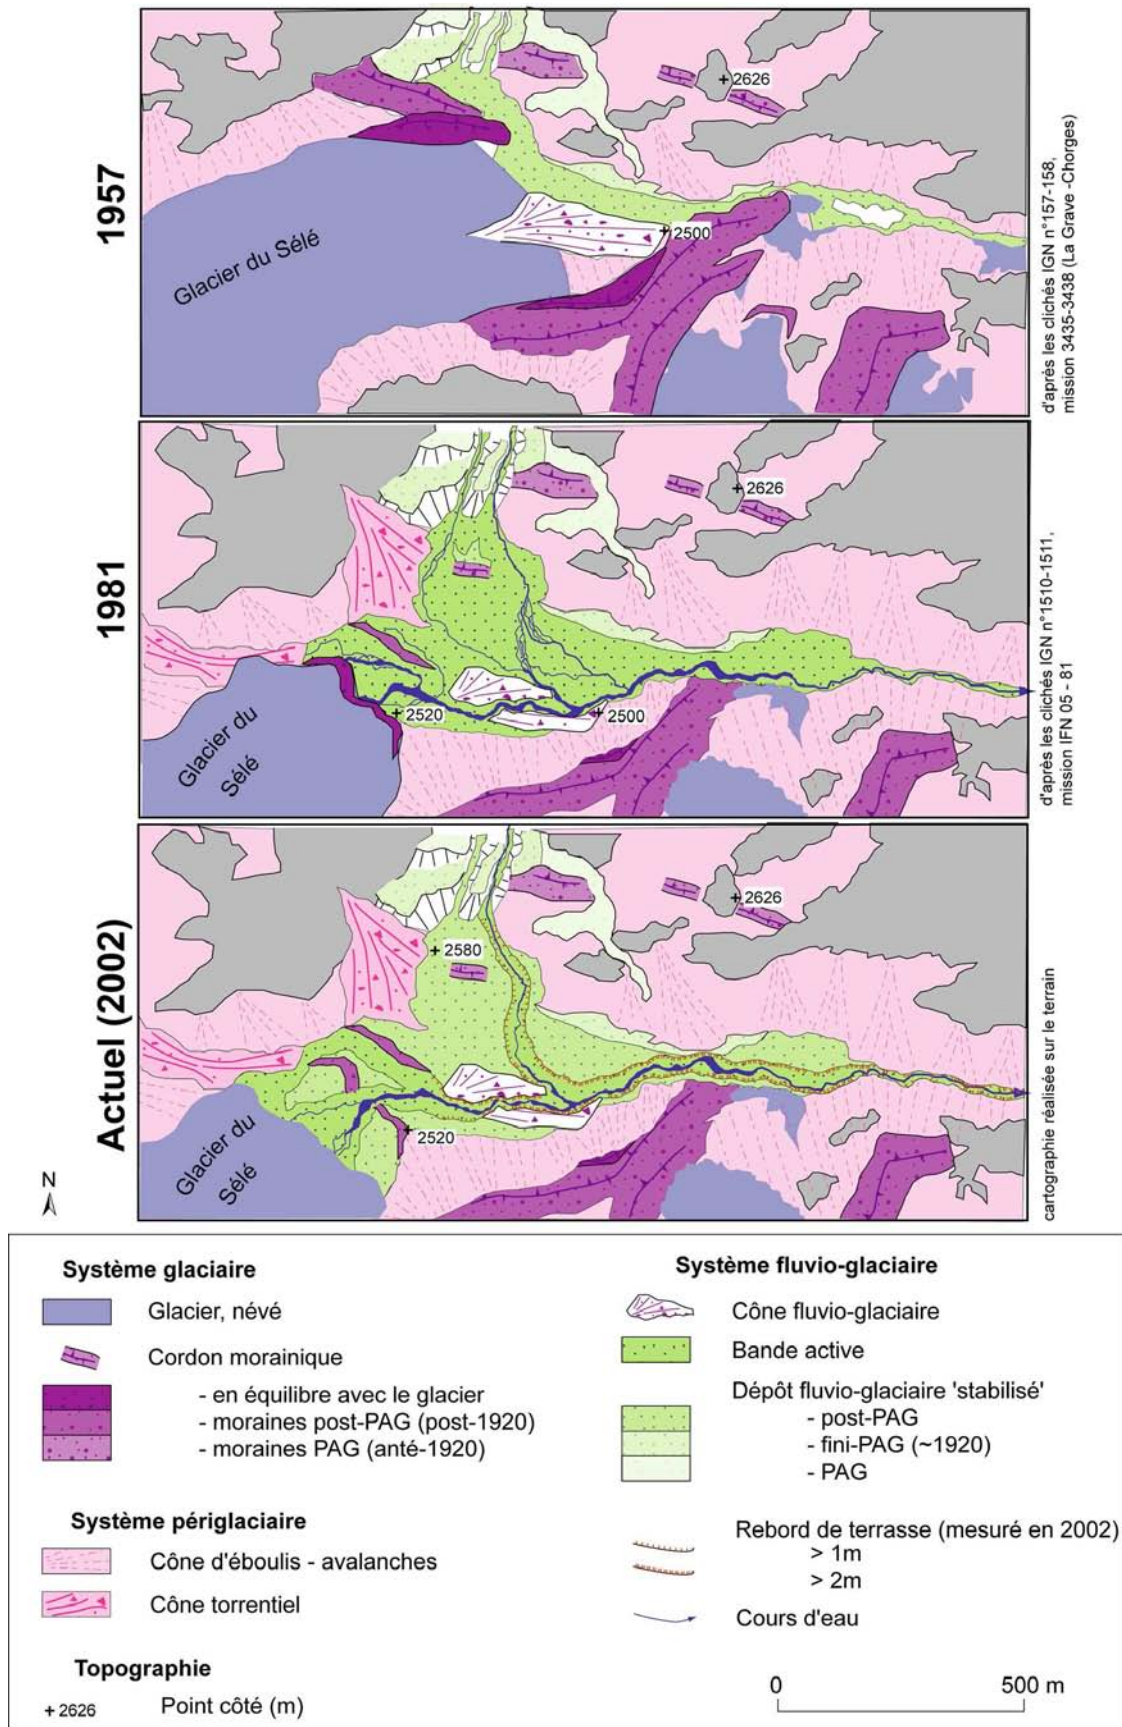 1957
Glacier du Sélé
2626
2500
d'après les clichés IGN n°157-158,
mission 3435-3438 (La Grave -Chorges)
1981
Glacier du
Sélé
2626
2520
2500
d'après les clichés IGN n°1510-1511,
mission IFN 05 - 81
Actuel (2002)
Glacier du
Sélé
2626
2580
2520
cartographie réalisée sur le terrain
N
Système glaciaire
Glacier, névé
Cordon morainique
- en équilibre avec le glacier
- moraines post-PAG (post-1920)
- moraines PAG (anté-1920)
Système périglaciaire
Cône d'éboulis - avalanches
Cône torrentiel
Topographie
+ 2626 Point côté (m)
Système fluvio-glaciaire
Cône fluvio-glaciaire
Bande active
Dépôt fluvio-glaciaire 'stabilisé'
- post-PAG
- fini-PAG (~1920)
- PAG
Rebord de terrasse (mesuré en 2002)
> 1m
> 2m
Cours d'eau
0 500 m